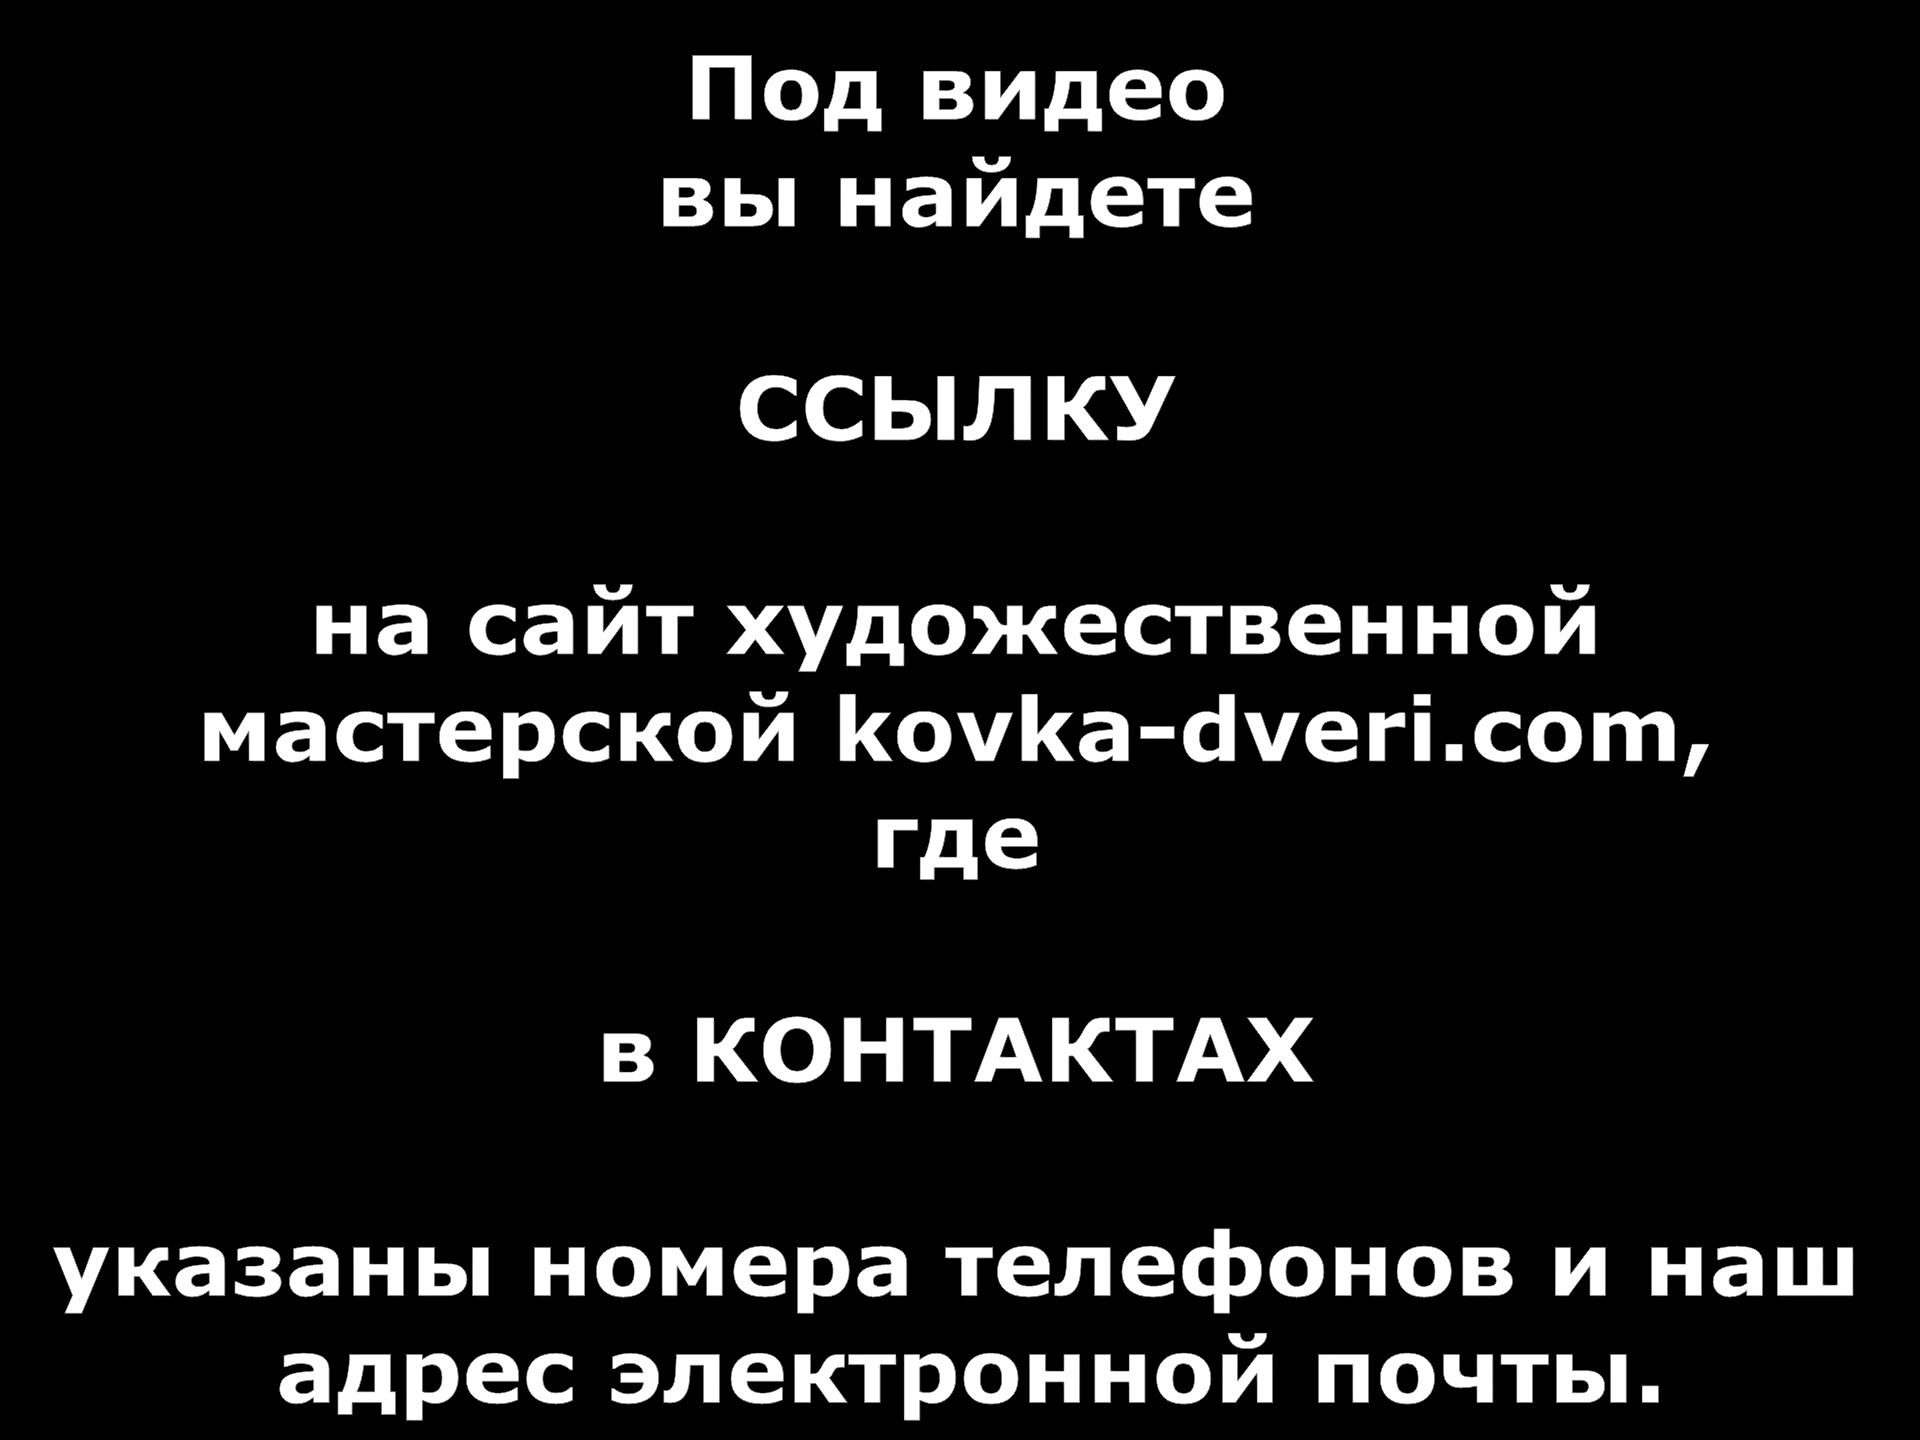 Под видео
вы найдете
ССЫЛКУ
на сайт художественной
мастерской kovka-dveri.com,
где
в КОНТАКТАХ
указаны номера телефонов и наш
адрес электронной почты.